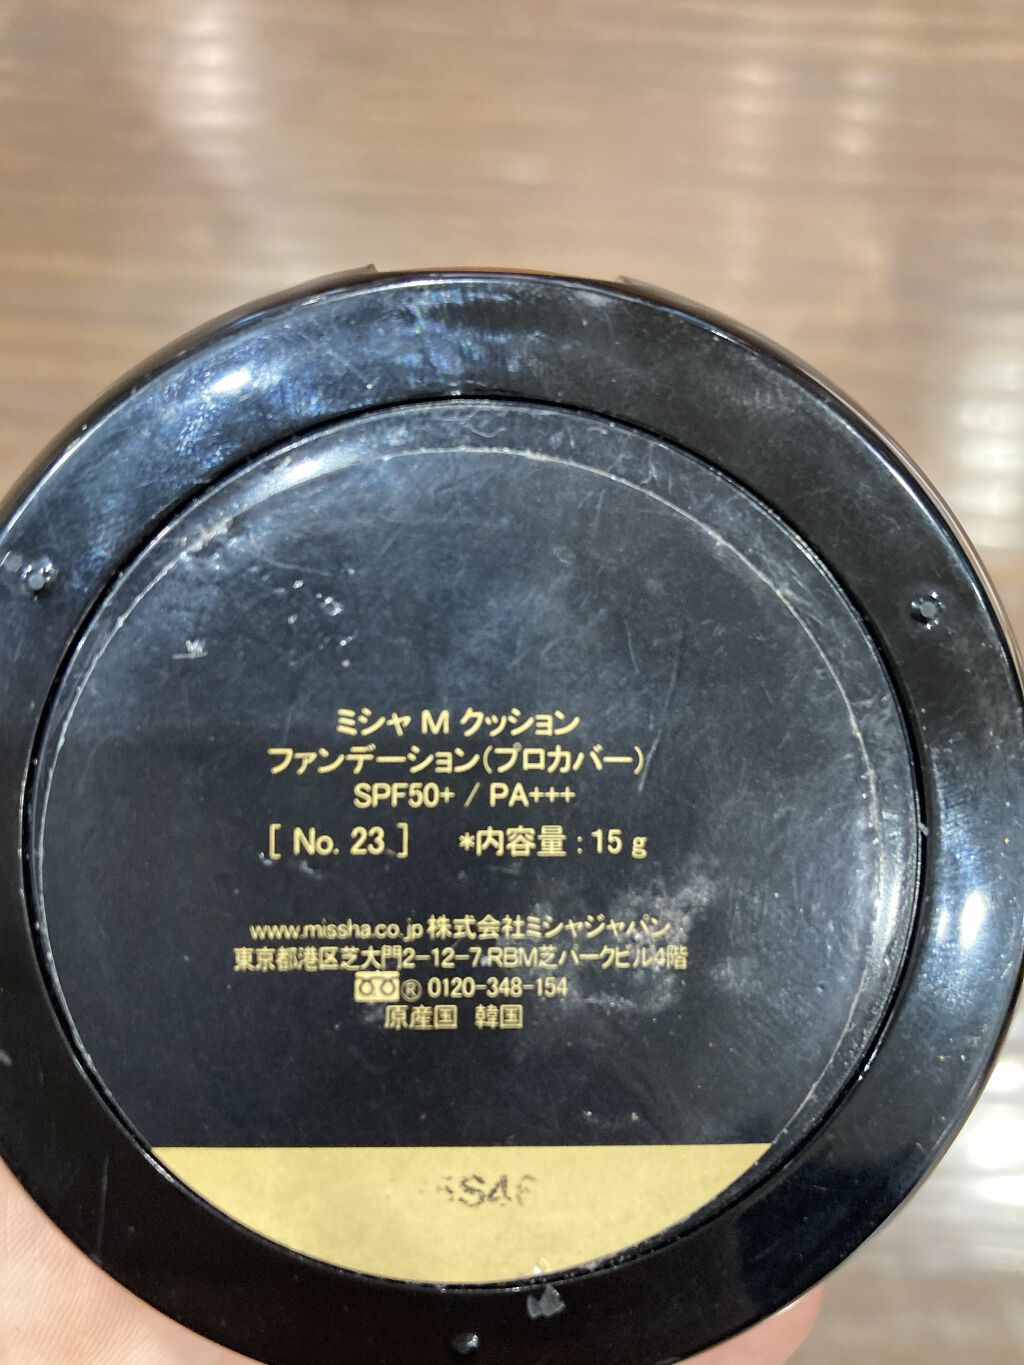 ミシャ M クッション
ファンデーション(プロカバー)
SPF50+ / PA+++
[ No. 23 ] *内容量 : 15 g
www.missha.co.jp 株式会社ミシャジャパン
東京都港区芝大門2-12-7 RBM芝パークビル4階
® 0120-348-154
原産国 韓国